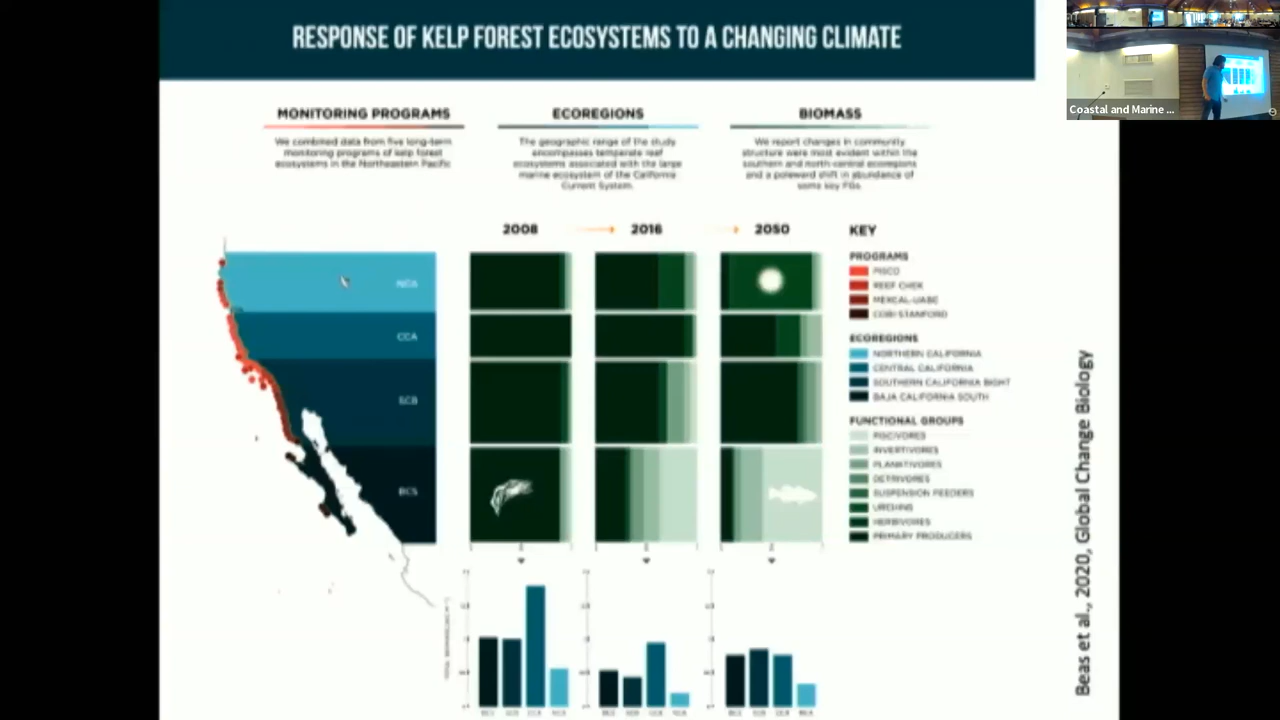 RESPONSE OF KELP FOREST ECOSYSTEMS TO A CHANGING CLIMATE
Coastal and Marine ...
MONITORING PROGRAMS
We combined data from five long-term
monitoring programs of kelp forest
ecosystems in the Northeastern Pacific
ECOREGIONS
The geographic range of the study
encompasses temperate reef
ecosystems associated with the large
marine ecosystem of the California
Current System.
BIOMASS
We report changes in community
structure were most evident within the
southern and north-central ecoregions
and a poleward shift in abundance of
some key FGs.
2008
2016
2050
KEY
PROGRAMS
PISCO
REEF CHEK
MEXCAL-UABC
COBI-STANFORD
ECOREGIONS
NORTHERN CALIFORNIA
CENTRAL CALIFORNIA
SOUTHERN CALIFORNIA BIGHT
BAJA CALIFORNIA SOUTH
FUNCTIONAL GROUPS
PISCIVORES
INVERTIVORES
PLANKTIVORES
DETRIVORES
SUSPENSION FEEDERS
URCHINS
HERBIVORES
PRIMARY PRODUCERS
NCA
CCA
SCB
BCS
Beas et al., 2020, Global Change Biology